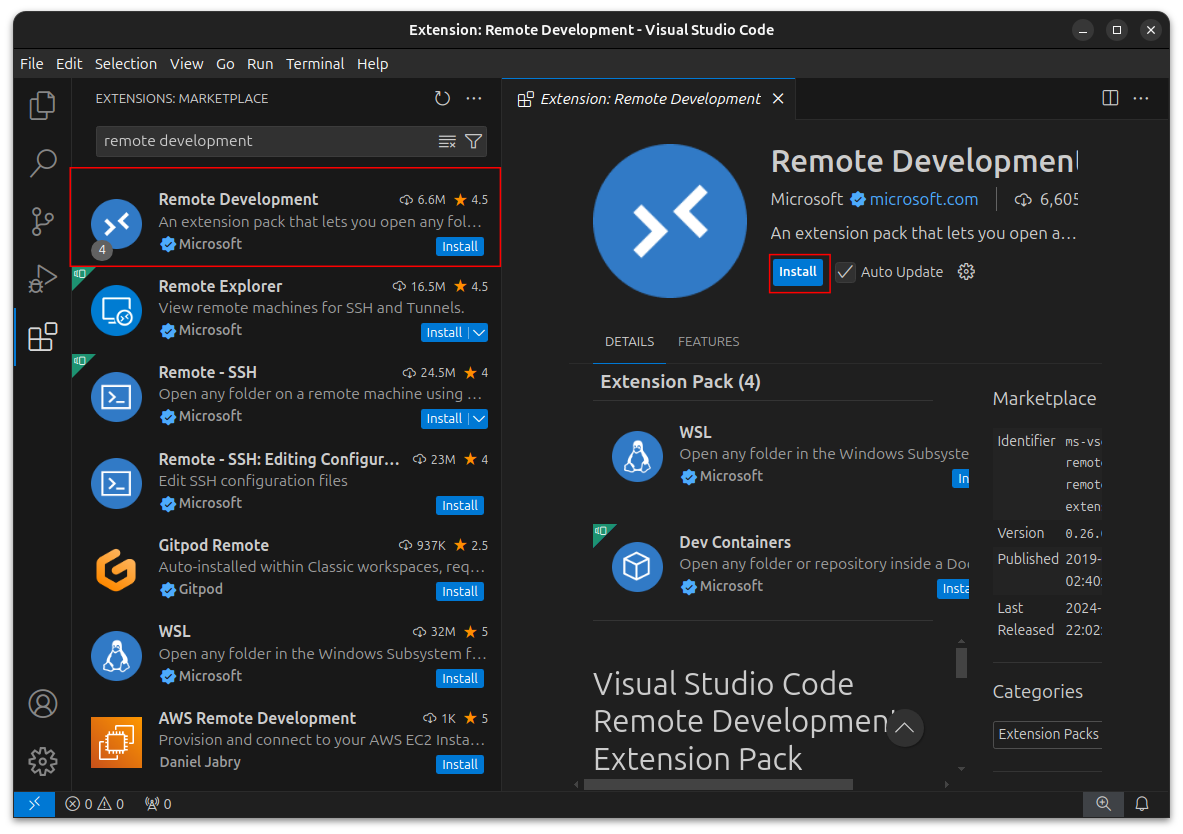 Extension: Remote Development - Visual Studio Code
File Edit Selection View Go Run Terminal Help
EXTENSIONS: MARKETPLACE
remote development
Remote Development 6.6M 4.5
An extension pack that lets you open any fol...
Microsoft Install
4
Remote Explorer 16.5M 4.5
View remote machines for SSH and Tunnels.
Microsoft Install
Remote - SSH 24.5M 4
Open any folder on a remote machine using ...
Microsoft Install
Remote - SSH: Editing Configur... 23M 4
Edit SSH configuration files
Microsoft Install
Gitpod Remote 937K 2.5
Auto-installed within Classic workspaces, req...
Gitpod Install
WSL 32M 5
Open any folder in the Windows Subsystem f...
Microsoft Install
AWS Remote Development 1K 5
Provision and connect to your AWS EC2 Insta...
Daniel Jabry Install
Extension: Remote Development
Remote Development
Microsoft microsoft.com 6,605
An extension pack that lets you open a...
Install Auto Update
DETAILS FEATURES
Extension Pack (4)
WSL
Open any folder in the Windows Subsyste
Microsoft
In
Dev Containers
Open any folder or repository inside a Do
Microsoft
Insta
Visual Studio Code
Remote Development
Extension Pack
Marketplace
Identifier ms-vs
remot
remot
exten
Version 0.26.
Published 2019-
02:40:
Last 2024-
Released 22:02:
Categories
Extension Packs
0 0 0